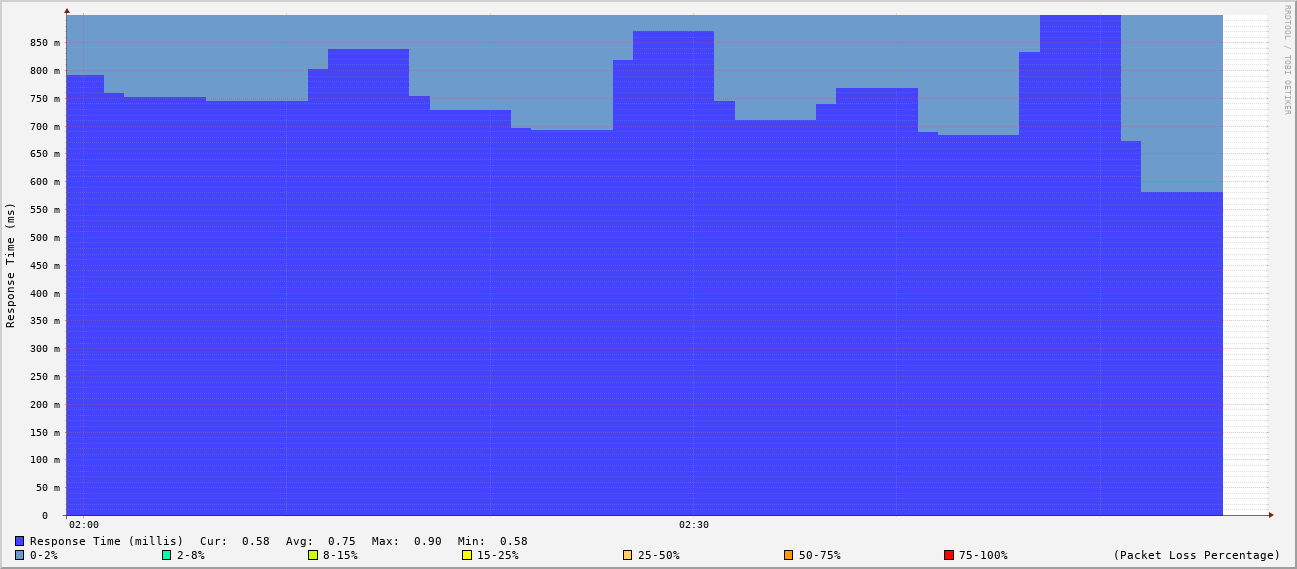 RRDTOOL / TOBI OETIKER
Response Time (ms)
850 m
800 m
750 m
700 m
650 m
600 m
550 m
500 m
450 m
400 m
350 m
300 m
250 m
200 m
150 m
100 m
50 m
0
02:00 02:30
Response Time (millis) Cur: 0.58 Avg: 0.75 Max: 0.90 Min: 0.58
0-2% 2-8% 8-15% 15-25% 25-50% 50-75% 75-100% (Packet Loss Percentage)